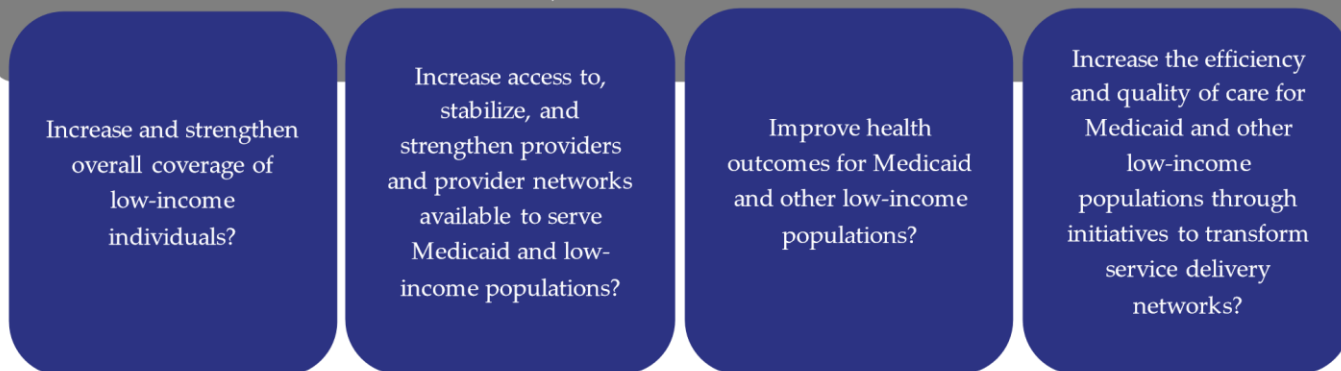 Increase and strengthen
overall coverage of
low-income
individuals?
Increase access to,
stabilize, and
strengthen providers
and provider networks
available to serve
Medicaid and low-
income populations?
Improve health
outcomes for Medicaid
and other low-income
populations?
Increase the efficiency
and quality of care for
Medicaid and other
low-income
populations through
initiatives to transform
service delivery
networks?